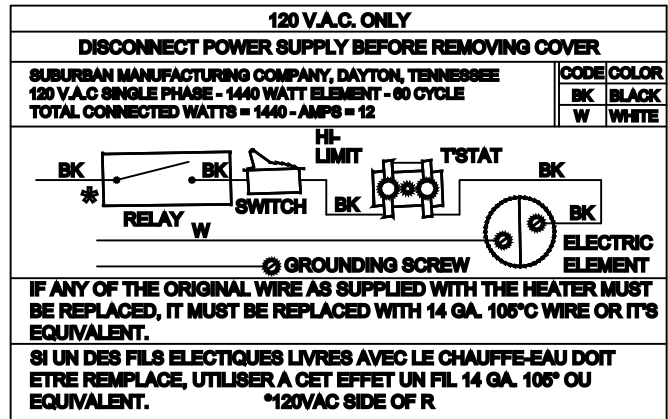 120 V.A.C. ONLY
DISCONNECT POWER SUPPLY BEFORE REMOVING COVER
SUBURBAN MANUFACTURING COMPANY, DAYTON, TENNESSEE
120 V.A.C SINGLE PHASE - 1440 WATT ELEMENT - 60 CYCLE
TOTAL CONNECTED WATTS = 1440 - AMPS = 12
CODE COLOR
BK BLACK
W WHITE
HI-
LIMIT T'STAT
BK BK BK
*
RELAY SWITCH BK BK
W
ELECTRIC
ELEMENT
GROUNDING SCREW
IF ANY OF THE ORIGINAL WIRE AS SUPPLIED WITH THE HEATER MUST
BE REPLACED, IT MUST BE REPLACED WITH 14 GA. 105°C WIRE OR IT'S
EQUIVALENT.
SI UN DES FILS ELECTIQUES LIVRES AVEC LE CHAUFFE-EAU DOIT
ETRE REMPLACE, UTILISER A CET EFFET UN FIL 14 GA. 105° OU
EQUIVALENT. *120VAC SIDE OF R